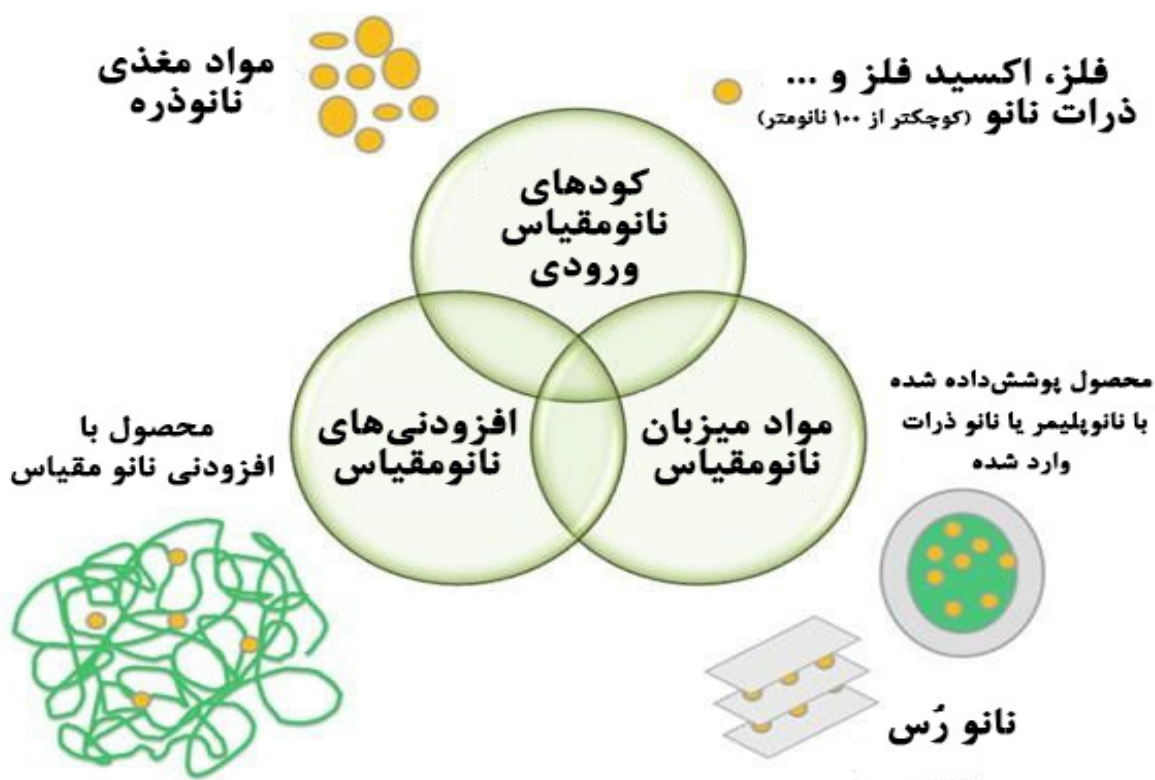 مواد مغذی
نانوذره
فلز، اکسید فلز و ...
ذرات نانو (کوچکتر از ۱۰۰ نانومتر)
کودهای
نانومقیاس
ورودی
افزودنی‌های
نانومقیاس
مواد میزبان
نانومقیاس
محصول پوشش‌داده شده
با نانوپلیمر یا نانو ذرات
وارد شده
محصول با
افزودنی نانو مقیاس
نانو رُس